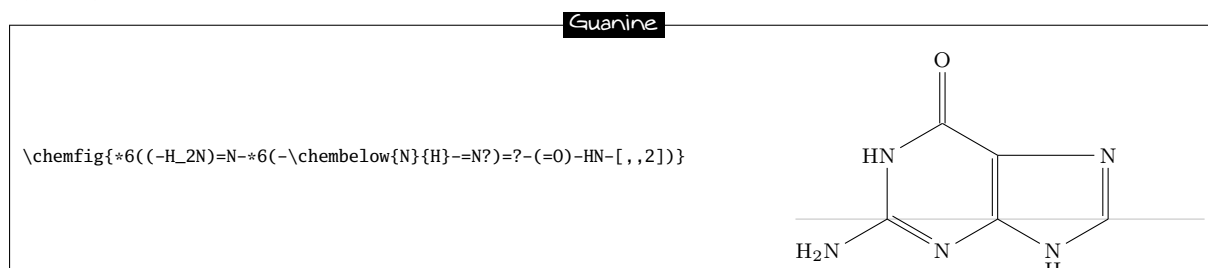 Guanine
O
\chemfig{*6((-H_2N)=N-*6(-\chembelow{N}{H}-=N?)=?-(=O)-HN-[,,2])}
HN N
H₂N N N
H